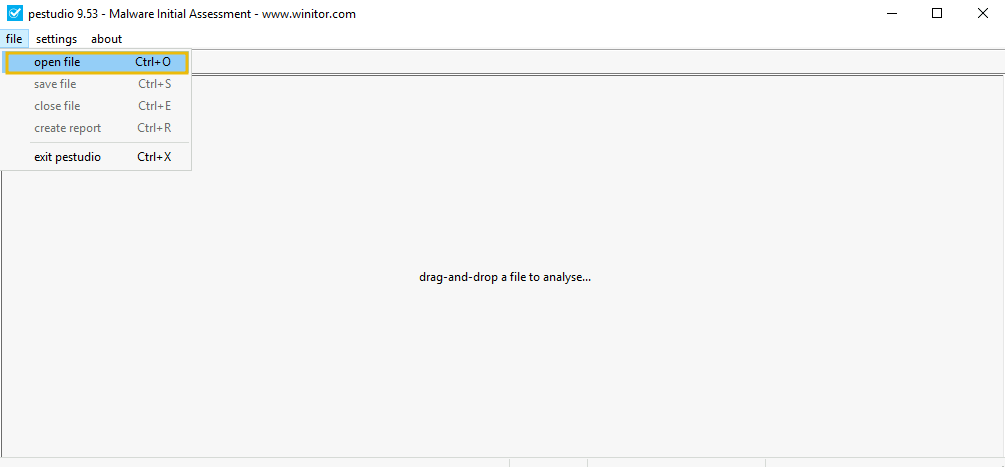 pestudio 9.53 - Malware Initial Assessment - www.winitor.com
file settings about
open file Ctrl+O
save file Ctrl+S
close file Ctrl+E
create report Ctrl+R
exit pestudio Ctrl+X
drag-and-drop a file to analyse...